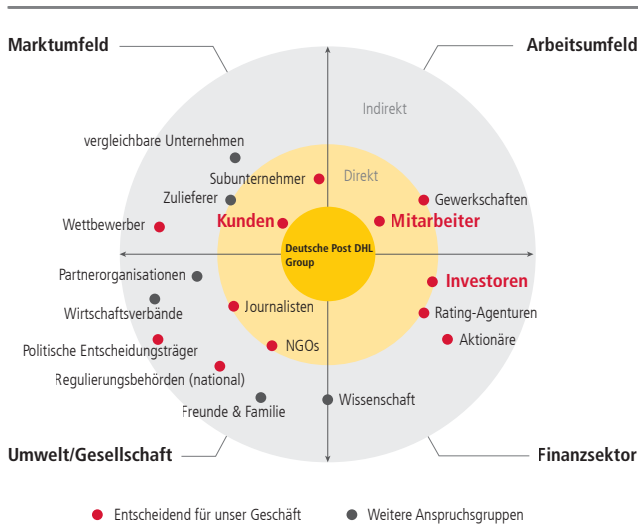 Marktumfeld
Arbeitsumfeld
Indirekt
vergleichbare Unternehmen
Subunternehmer
Direkt
Zulieferer
Gewerkschaften
Wettbewerber
Kunden
Mitarbeiter
Deutsche Post DHL
Group
Partnerorganisationen
Investoren
Wirtschaftsverbände
Journalisten
Rating-Agenturen
Politische Entscheidungsträger
NGOs
Aktionäre
Regulierungsbehörden (national)
Freunde & Familie
Wissenschaft
Umwelt/Gesellschaft
Finanzsektor
Entscheidend für unser Geschäft
Weitere Anspruchsgruppen